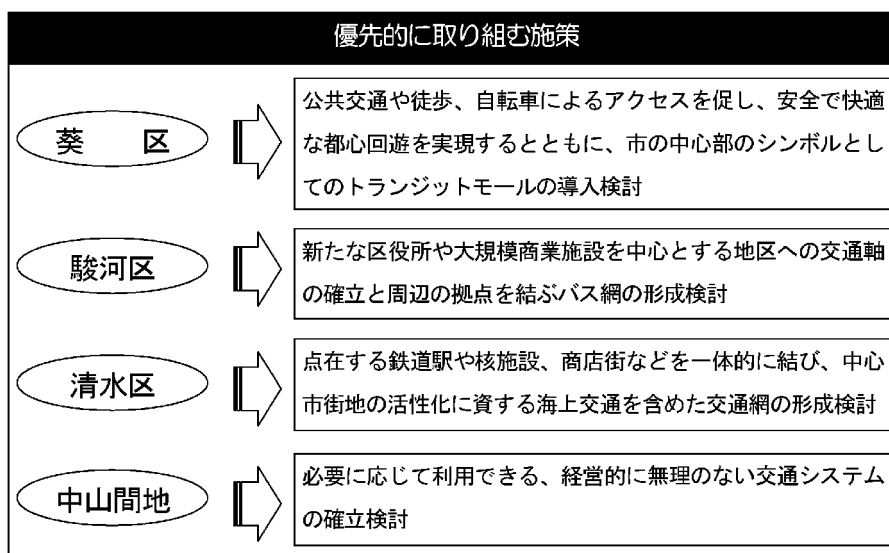 優先的に取り組む施策
葵　　区
公共交通や徒歩、自転車によるアクセスを促し、安全で快適
な都心回遊を実現するとともに、市の中心部のシンボルとし
てのトランジットモールの導入検討
駿河区
新たな区役所や大規模商業施設を中心とする地区への交通軸
の確立と周辺の拠点を結ぶバス網の形成検討
清水区
点在する鉄道駅や核施設、商店街などを一体的に結び、中心
市街地の活性化に資する海上交通を含めた交通網の形成検討
中山間地
必要に応じて利用できる、経営的に無理のない交通システム
の確立検討